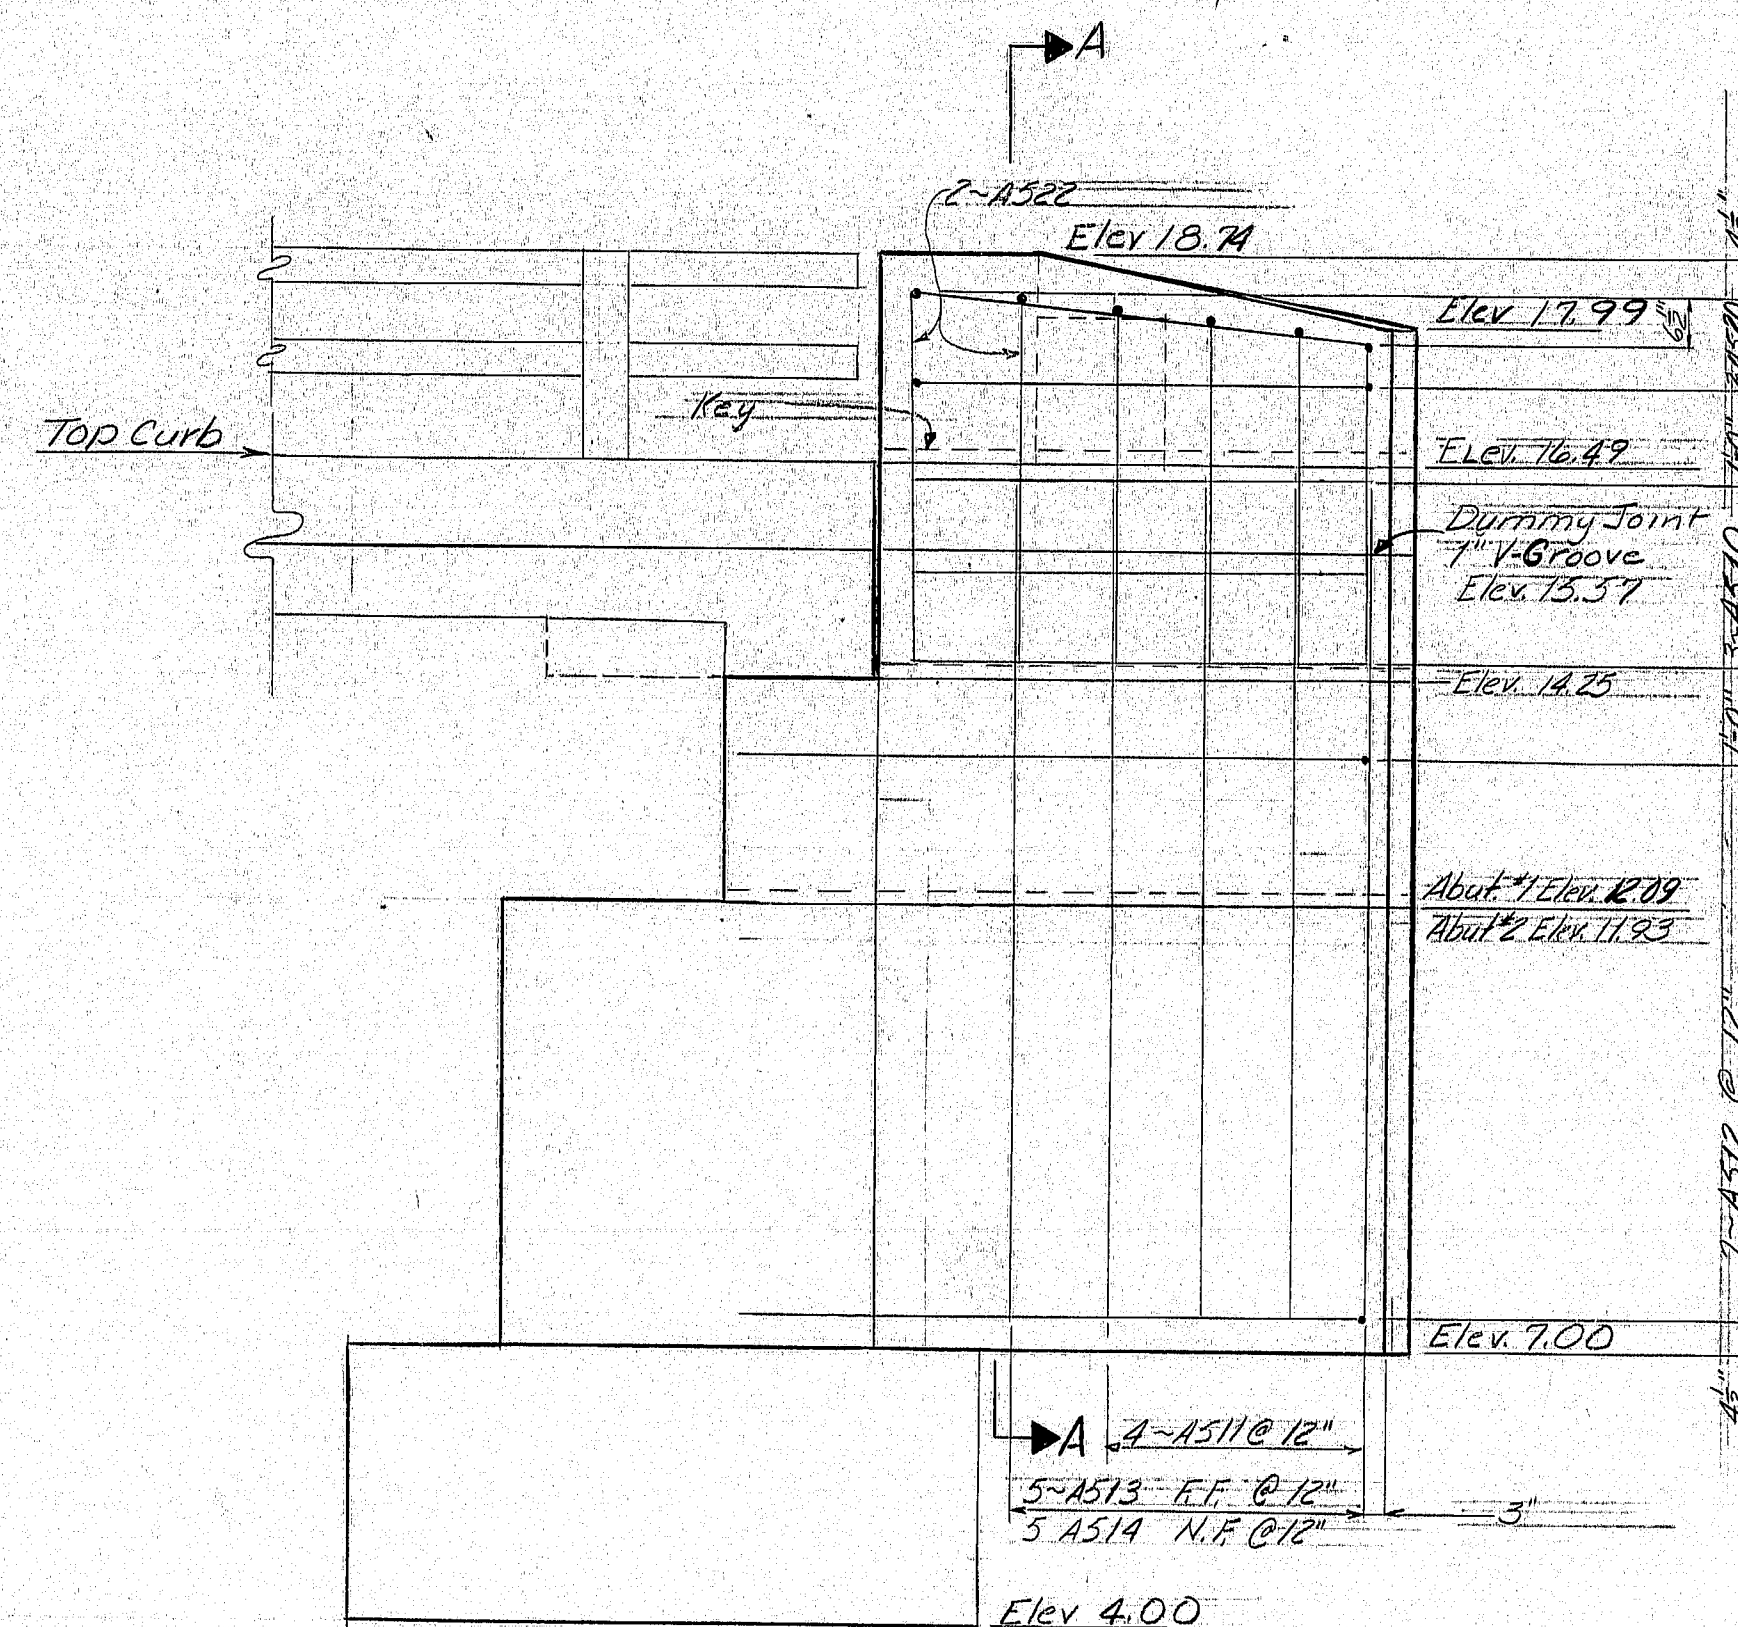 A
2~A522
Elev 18.74
Elev 17.99
6½"
Key
Top Curb
ELev. 16.49
Dummy Joint
1" V-Groove
Elev. 15.57
Elev. 14.25
Abut. #1 Elev. 12.09
Abut #2 Elev. 11.93
Elev. 7.00
A
4~A511 @ 12"
5~A513 F.F. @ 12"
5 A514 N.F. @ 12"
3"
Elev 4.00